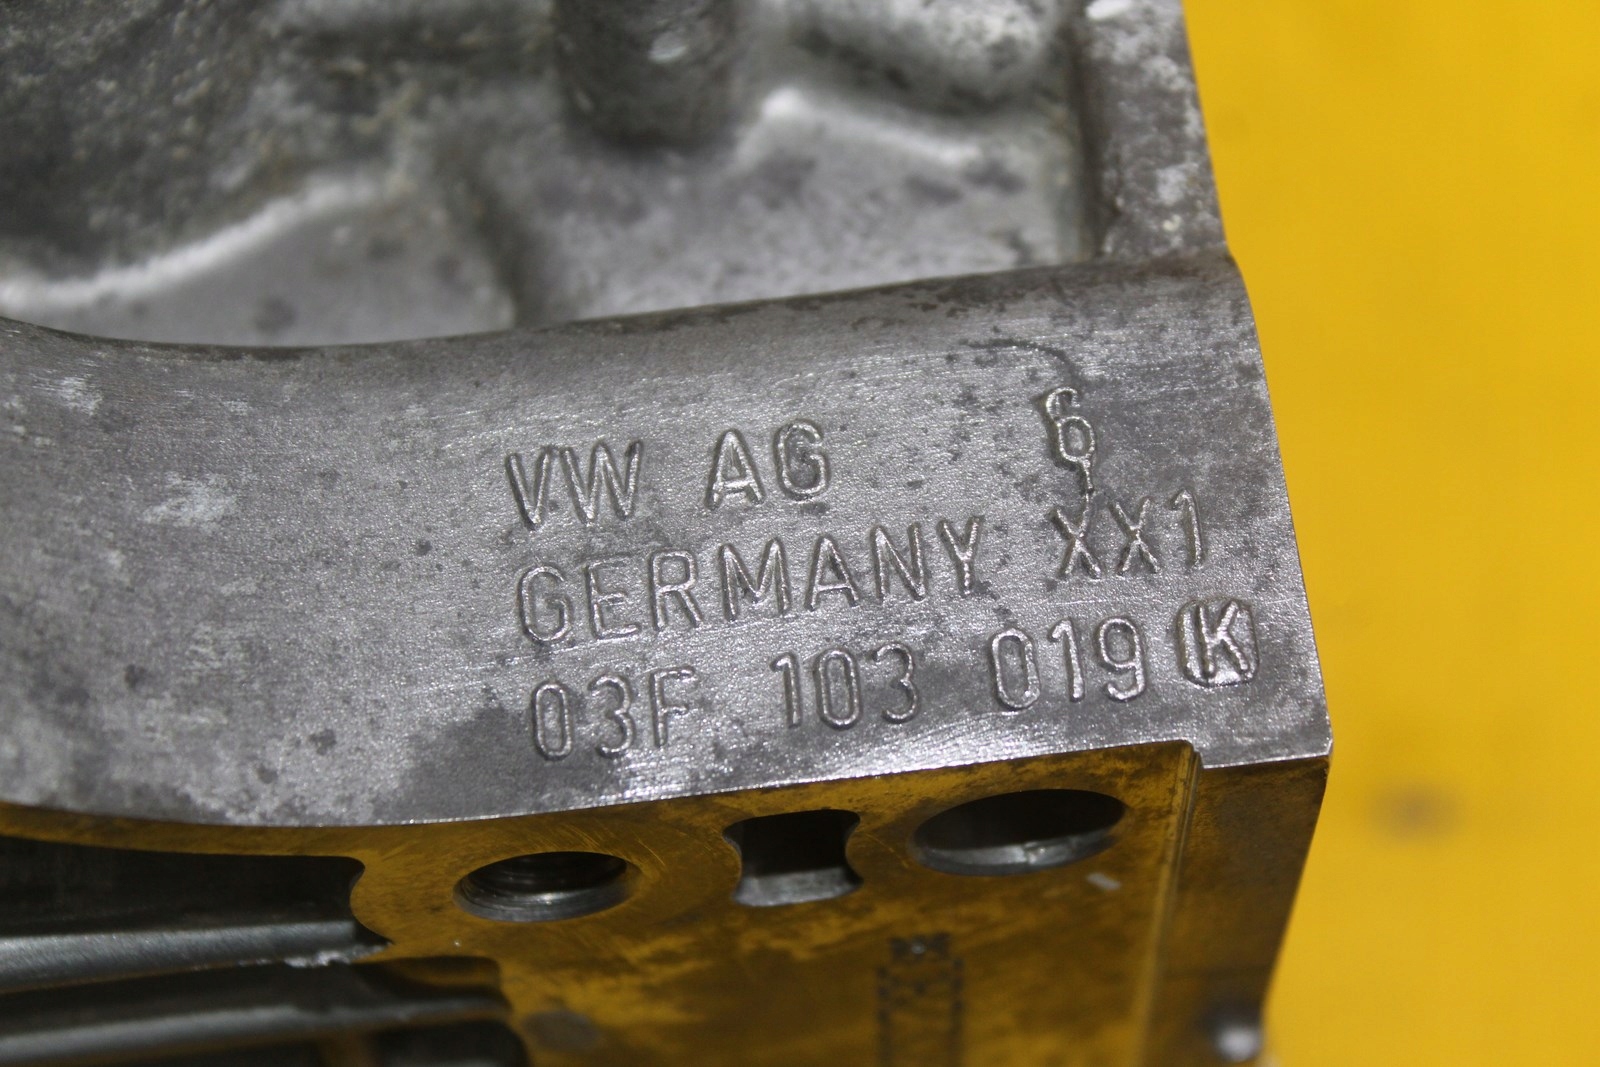 VW AG 6
GERMANY XX1
03F 103 019 K